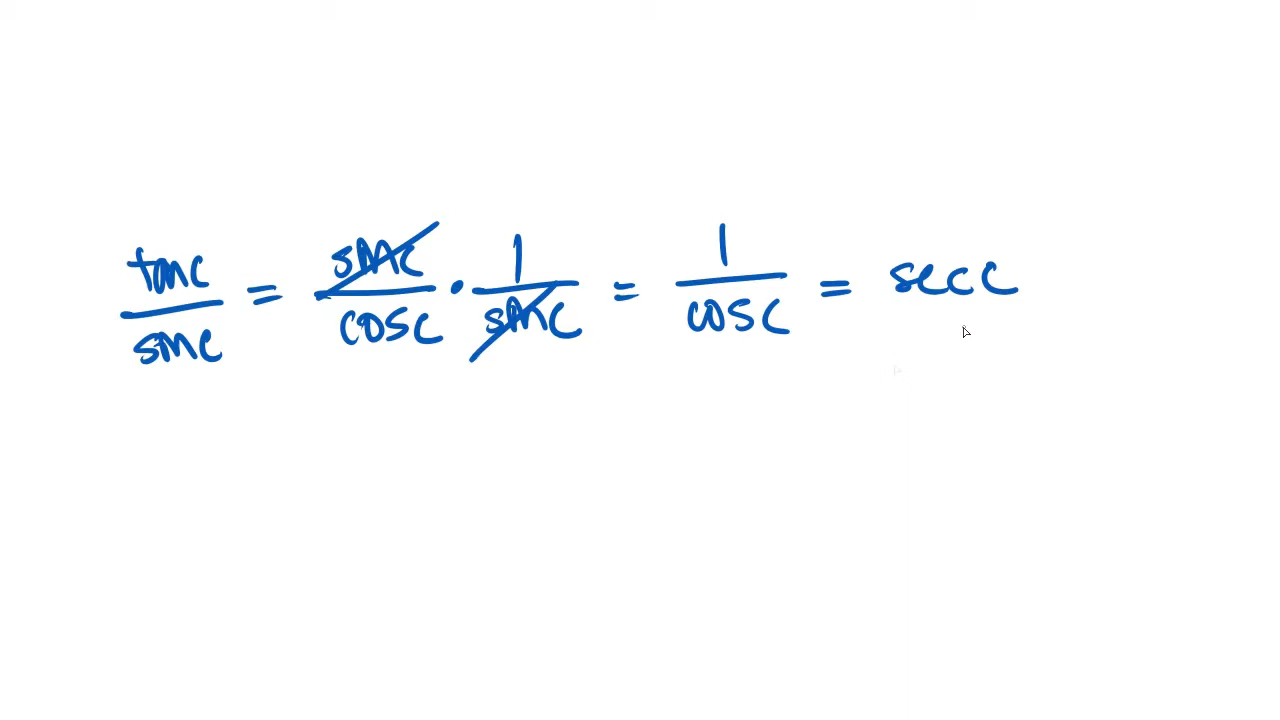 tanc/sinc = sinc/cosc · 1/sinc = 1/cosc = secc